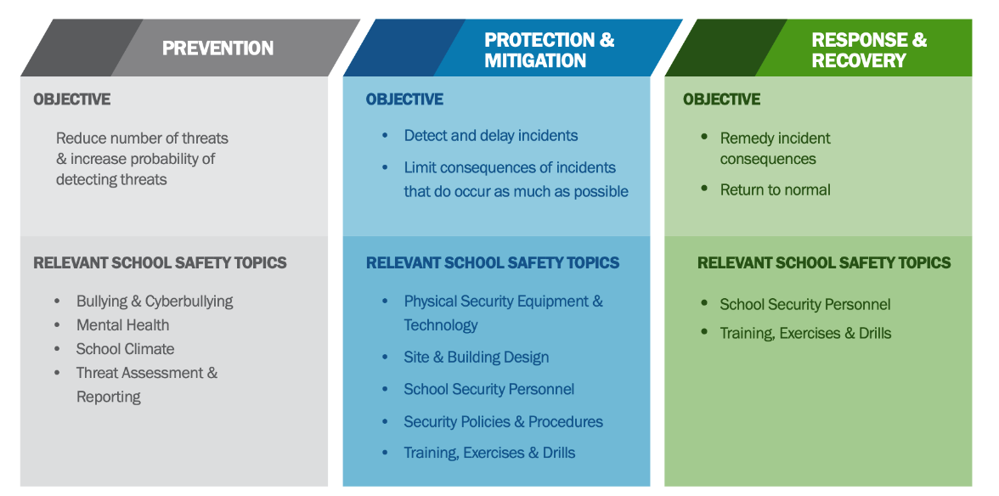 PREVENTION
OBJECTIVE
Reduce number of threats
& increase probability of
detecting threats
RELEVANT SCHOOL SAFETY TOPICS
• Bullying & Cyberbullying
• Mental Health
• School Climate
• Threat Assessment &
Reporting
PROTECTION &
MITIGATION
OBJECTIVE
• Detect and delay incidents
• Limit consequences of incidents
that do occur as much as possible
RELEVANT SCHOOL SAFETY TOPICS
• Physical Security Equipment &
Technology
• Site & Building Design
• School Security Personnel
• Security Policies & Procedures
• Training, Exercises & Drills
RESPONSE &
RECOVERY
OBJECTIVE
• Remedy incident
consequences
• Return to normal
RELEVANT SCHOOL SAFETY TOPICS
• School Security Personnel
• Training, Exercises & Drills